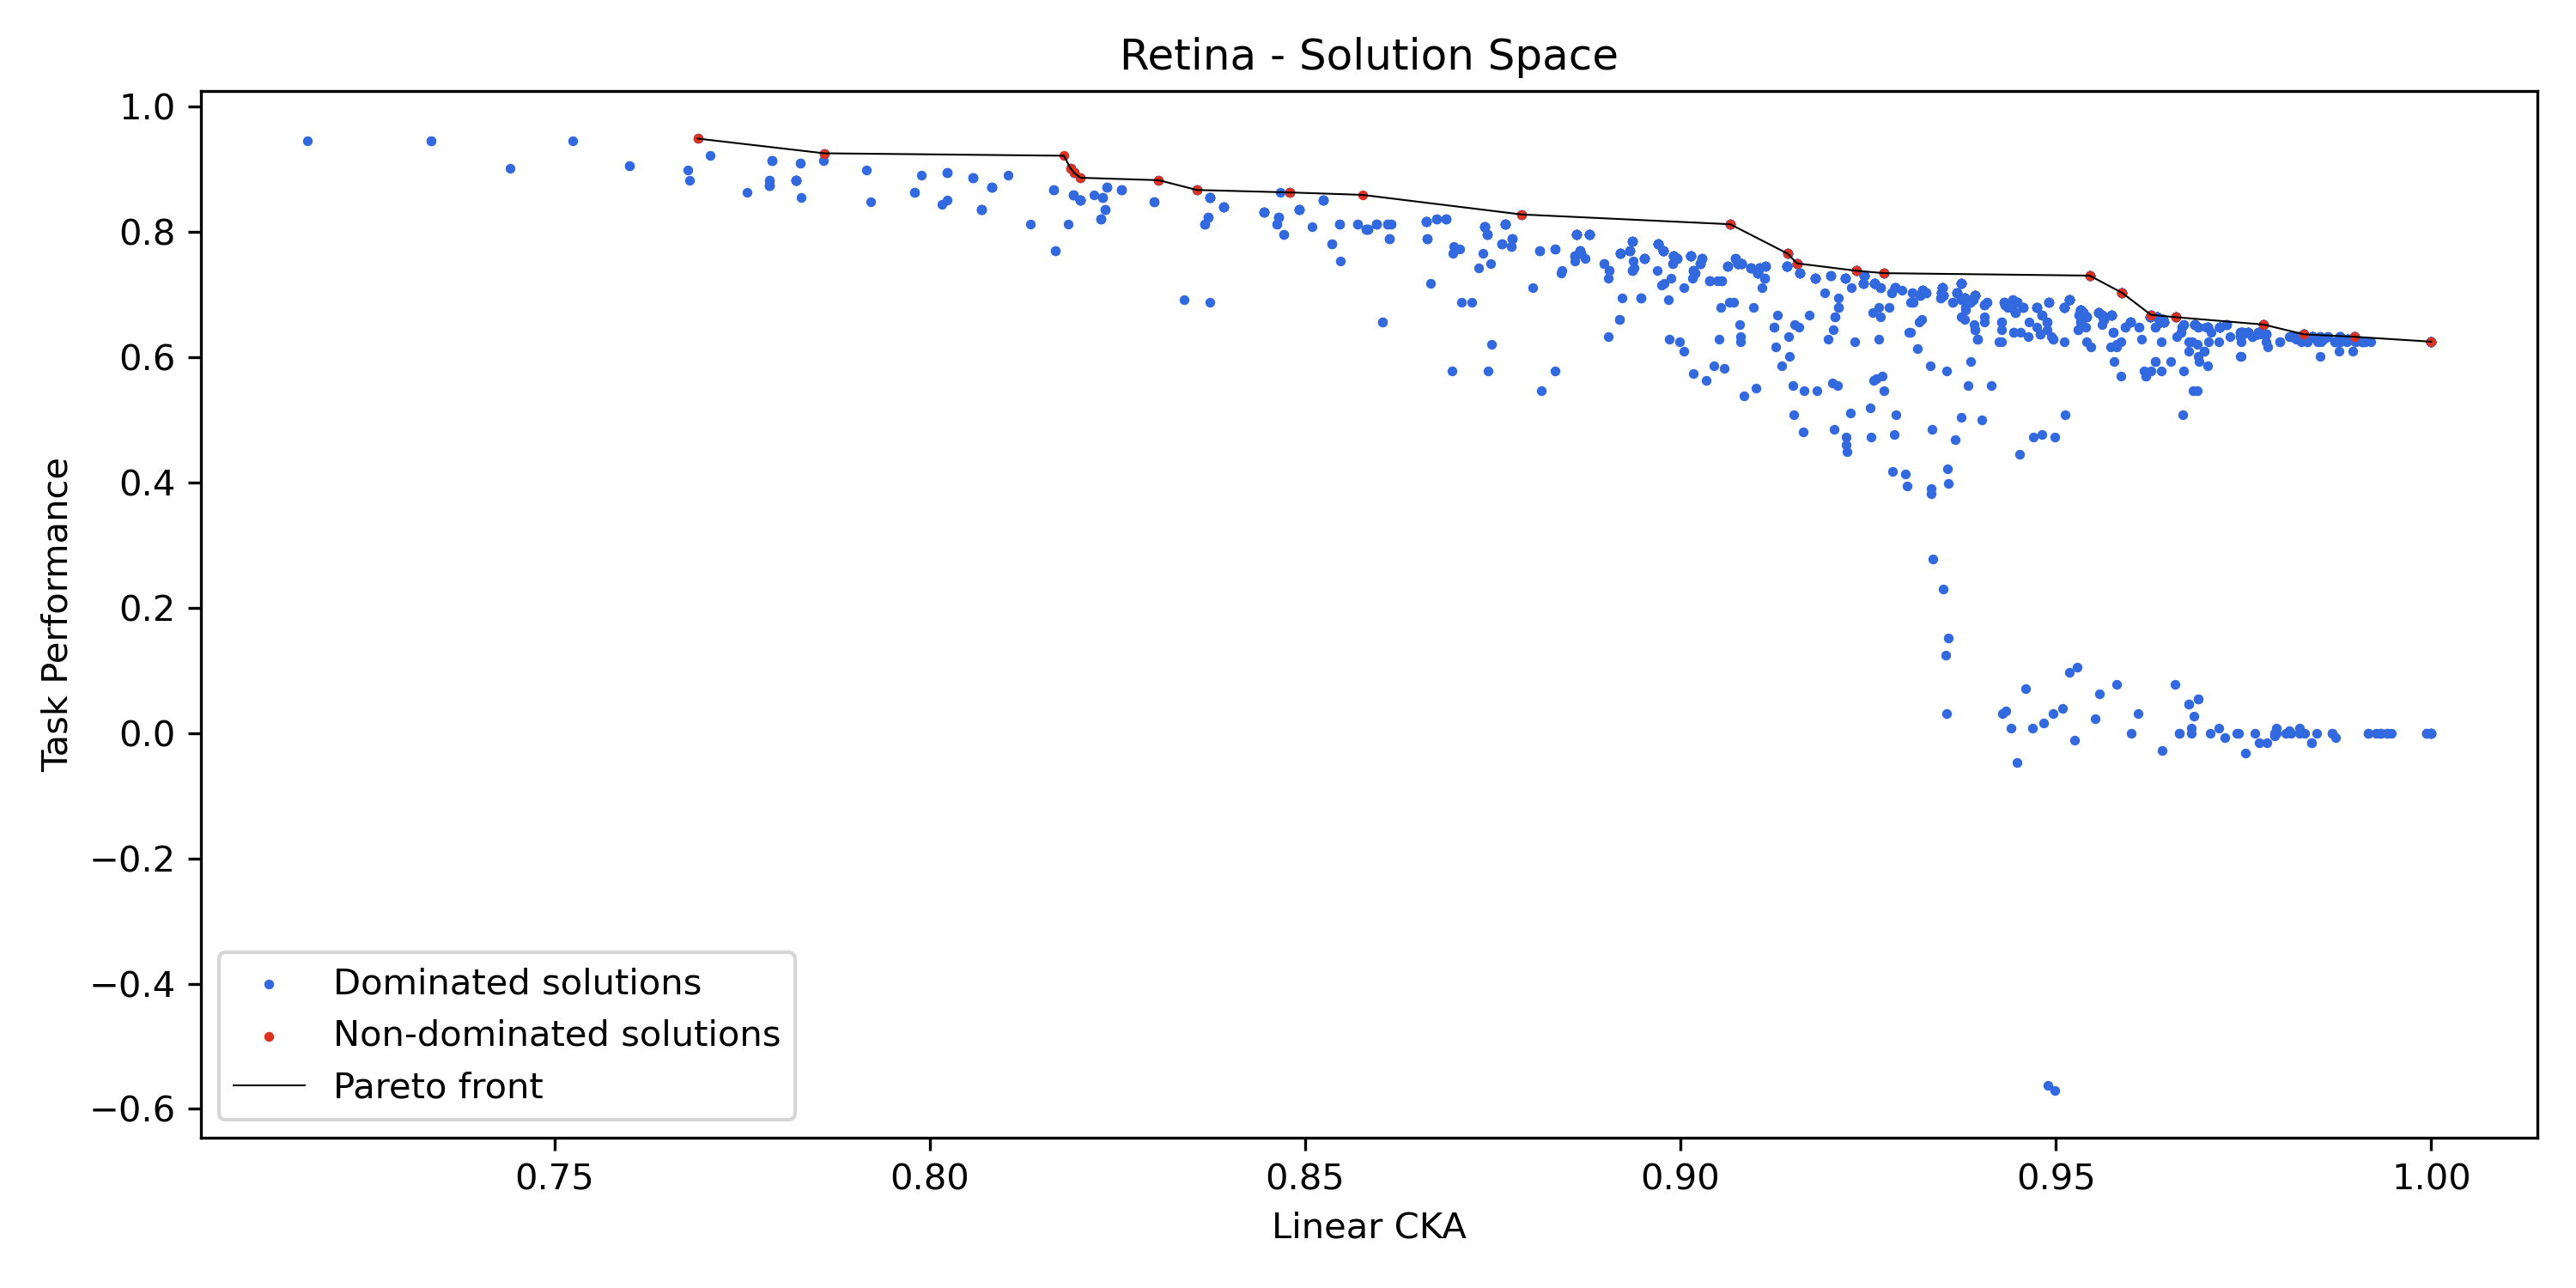 Retina - Solution Space
1.0
0.8
0.6
0.4
0.2
0.0
−0.2
−0.4
−0.6
Task Performance
Dominated solutions
Non-dominated solutions
Pareto front
0.75 0.80 0.85 0.90 0.95 1.00
Linear CKA